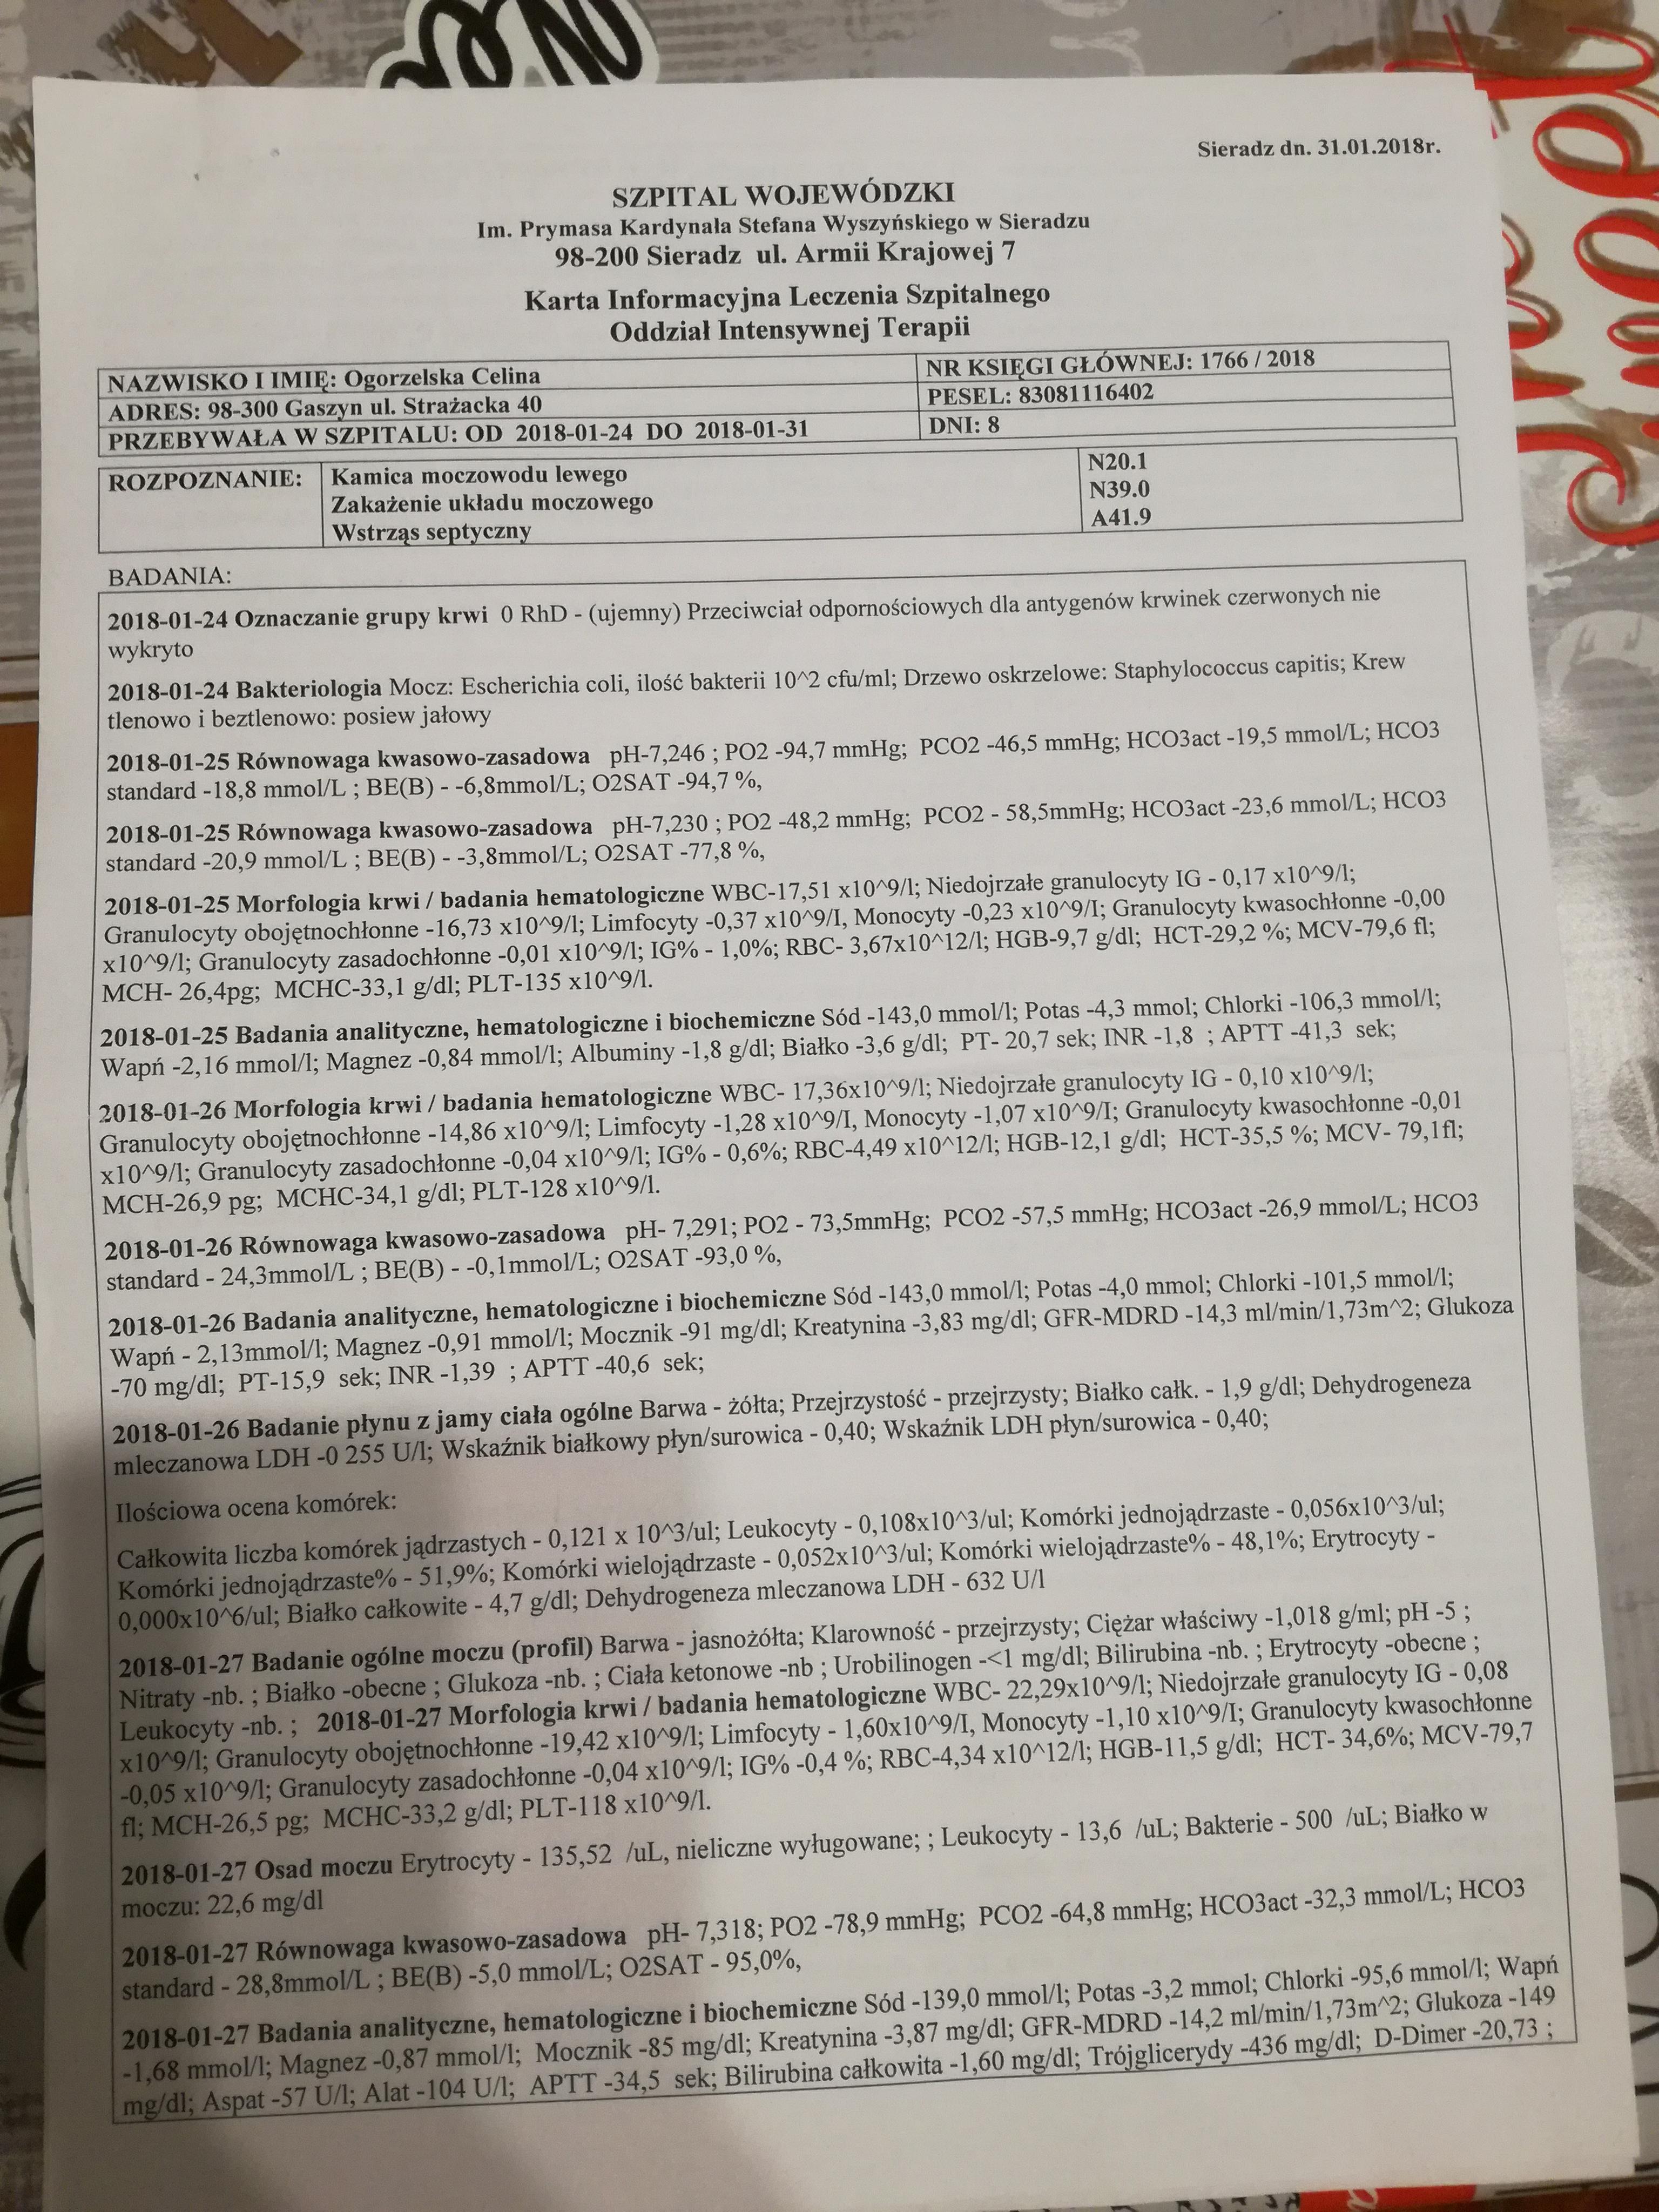 Sieradz dn. 31.01.2018r.
SZPITAL WOJEWÓDZKI
Im. Prymasa Kardynała Stefana Wyszyńskiego w Sieradzu
98-200 Sieradz ul. Armii Krajowej 7
Karta Informacyjna Leczenia Szpitalnego
Oddział Intensywnej Terapii
NAZWISKO I IMIĘ: Ogorzelska Celina
NR KSIĘGI GŁÓWNEJ: 1766 / 2018
ADRES: 98-300 Gaszyn ul. Strażacka 40
PESEL: 83081116402
PRZEBYWAŁA W SZPITALU: OD 2018-01-24 DO 2018-01-31
DNI: 8
ROZPOZNANIE: Kamica moczowodu lewego N20.1
Zakażenie układu moczowego N39.0
Wstrząs septyczny A41.9
BADANIA:
2018-01-24 Oznaczanie grupy krwi 0 RhD - (ujemny) Przeciwciał odpornościowych dla antygenów krwinek czerwonych nie
wykryto
2018-01-24 Bakteriologia Mocz: Escherichia coli, ilość bakterii 10^2 cfu/ml; Drzewo oskrzelowe: Staphylococcus capitis; Krew
tlenowo i beztlenowo: posiew jałowy
2018-01-25 Równowaga kwasowo-zasadowa pH-7,246 ; PO2 -94,7 mmHg; PCO2 -46,5 mmHg; HCO3act -19,5 mmol/L; HCO3
standard -18,8 mmol/L ; BE(B) - -6,8mmol/L; O2SAT -94,7 %,
2018-01-25 Równowaga kwasowo-zasadowa pH-7,230 ; PO2 -48,2 mmHg; PCO2 - 58,5mmHg; HCO3act -23,6 mmol/L; HCO3
standard -20,9 mmol/L ; BE(B) - -3,8mmol/L; O2SAT -77,8 %,
2018-01-25 Morfologia krwi / badania hematologiczne WBC-17,51 x10^9/l; Niedojrzałe granulocyty IG - 0,17 x10^9/l;
Granulocyty obojętnochłonne -16,73 x10^9/l; Limfocyty -0,37 x10^9/I, Monocyty -0,23 x10^9/I; Granulocyty kwasochłonne -0,00
x10^9/l; Granulocyty zasadochłonne -0,01 x10^9/l; IG% - 1,0%; RBC- 3,67x10^12/l; HGB-9,7 g/dl; HCT-29,2 %; MCV-79,6 fl;
MCH- 26,4pg; MCHC-33,1 g/dl; PLT-135 x10^9/l.
2018-01-25 Badania analityczne, hematologiczne i biochemiczne Sód -143,0 mmol/l; Potas -4,3 mmol; Chlorki -106,3 mmol/l;
Wapń -2,16 mmol/l; Magnez -0,84 mmol/l; Albuminy -1,8 g/dl; Białko -3,6 g/dl; PT- 20,7 sek; INR -1,8 ; APTT -41,3 sek;
2018-01-26 Morfologia krwi / badania hematologiczne WBC- 17,36x10^9/l; Niedojrzałe granulocyty IG - 0,10 x10^9/l;
Granulocyty obojętnochłonne -14,86 x10^9/l; Limfocyty -1,28 x10^9/I, Monocyty -1,07 x10^9/I; Granulocyty kwasochłonne -0,01
x10^9/l; Granulocyty zasadochłonne -0,04 x10^9/l; IG% - 0,6%; RBC-4,49 x10^12/l; HGB-12,1 g/dl; HCT-35,5 %; MCV- 79,1fl;
MCH-26,9 pg; MCHC-34,1 g/dl; PLT-128 x10^9/l.
2018-01-26 Równowaga kwasowo-zasadowa pH- 7,291; PO2 - 73,5mmHg; PCO2 -57,5 mmHg; HCO3act -26,9 mmol/L; HCO3
standard - 24,3mmol/L ; BE(B) - -0,1mmol/L; O2SAT -93,0 %,
2018-01-26 Badania analityczne, hematologiczne i biochemiczne Sód -143,0 mmol/l; Potas -4,0 mmol; Chlorki -101,5 mmol/l;
Wapń - 2,13mmol/l; Magnez -0,91 mmol/l; Mocznik -91 mg/dl; Kreatynina -3,83 mg/dl; GFR-MDRD -14,3 ml/min/1,73m^2; Glukoza
-70 mg/dl; PT-15,9 sek; INR -1,39 ; APTT -40,6 sek;
2018-01-26 Badanie płynu z jamy ciała ogólne Barwa - żółta; Przejrzystość - przejrzysty; Białko całk. - 1,9 g/dl; Dehydrogeneza
mleczanowa LDH -0 255 U/l; Wskaźnik białkowy płyn/surowica - 0,40; Wskaźnik LDH płyn/surowica - 0,40;
Ilościowa ocena komórek:
Całkowita liczba komórek jądrzastych - 0,121 x 10^3/ul; Leukocyty - 0,108x10^3/ul; Komórki jednojądrzaste - 0,056x10^3/ul;
Komórki jednojądrzaste% - 51,9%; Komórki wielojądrzaste - 0,052x10^3/ul; Komórki wielojądrzaste% - 48,1%; Erytrocyty -
0,000x10^6/ul; Białko całkowite - 4,7 g/dl; Dehydrogeneza mleczanowa LDH - 632 U/l
2018-01-27 Badanie ogólne moczu (profil) Barwa - jasnożółta; Klarowność - przejrzysty; Ciężar właściwy -1,018 g/ml; pH -5 ;
Nitraty -nb. ; Białko -obecne ; Glukoza -nb. ; Ciała ketonowe -nb ; Urobilinogen -<1 mg/dl; Bilirubina -nb. ; Erytrocyty -obecne ;
Leukocyty -nb. ; 2018-01-27 Morfologia krwi / badania hematologiczne WBC- 22,29x10^9/l; Niedojrzałe granulocyty IG - 0,08
x10^9/l; Granulocyty obojętnochłonne -19,42 x10^9/l; Limfocyty - 1,60x10^9/I, Monocyty -1,10 x10^9/I; Granulocyty kwasochłonne
-0,05 x10^9/l; Granulocyty zasadochłonne -0,04 x10^9/l; IG% -0,4 %; RBC-4,34 x10^12/l; HGB-11,5 g/dl; HCT- 34,6%; MCV-79,7
fl; MCH-26,5 pg; MCHC-33,2 g/dl; PLT-118 x10^9/l.
2018-01-27 Osad moczu Erytrocyty - 135,52 /uL, nieliczne wyługowane; ; Leukocyty - 13,6 /uL; Bakterie - 500 /uL; Białko w
moczu: 22,6 mg/dl
2018-01-27 Równowaga kwasowo-zasadowa pH- 7,318; PO2 -78,9 mmHg; PCO2 -64,8 mmHg; HCO3act -32,3 mmol/L; HCO3
standard - 28,8mmol/L ; BE(B) -5,0 mmol/L; O2SAT - 95,0%,
2018-01-27 Badania analityczne, hematologiczne i biochemiczne Sód -139,0 mmol/l; Potas -3,2 mmol; Chlorki -95,6 mmol/l; Wapń
-1,68 mmol/l; Magnez -0,87 mmol/l; Mocznik -85 mg/dl; Kreatynina -3,87 mg/dl; GFR-MDRD -14,2 ml/min/1,73m^2; Glukoza -149
mg/dl; Aspat -57 U/l; Alat -104 U/l; APTT -34,5 sek; Bilirubina całkowita -1,60 mg/dl; Trójglicerydy -436 mg/dl; D-Dimer -20,73 ;